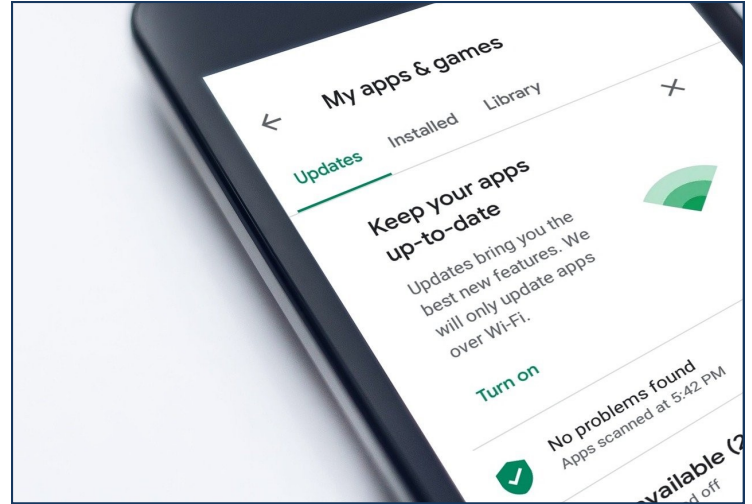 My apps & games
Updates Installed Library
Keep your apps
up-to-date
Updates bring you the
best new features. We
will only update apps
over Wi-Fi.
Turn on
No problems found
Apps scanned at 5:42 PM
(2
off